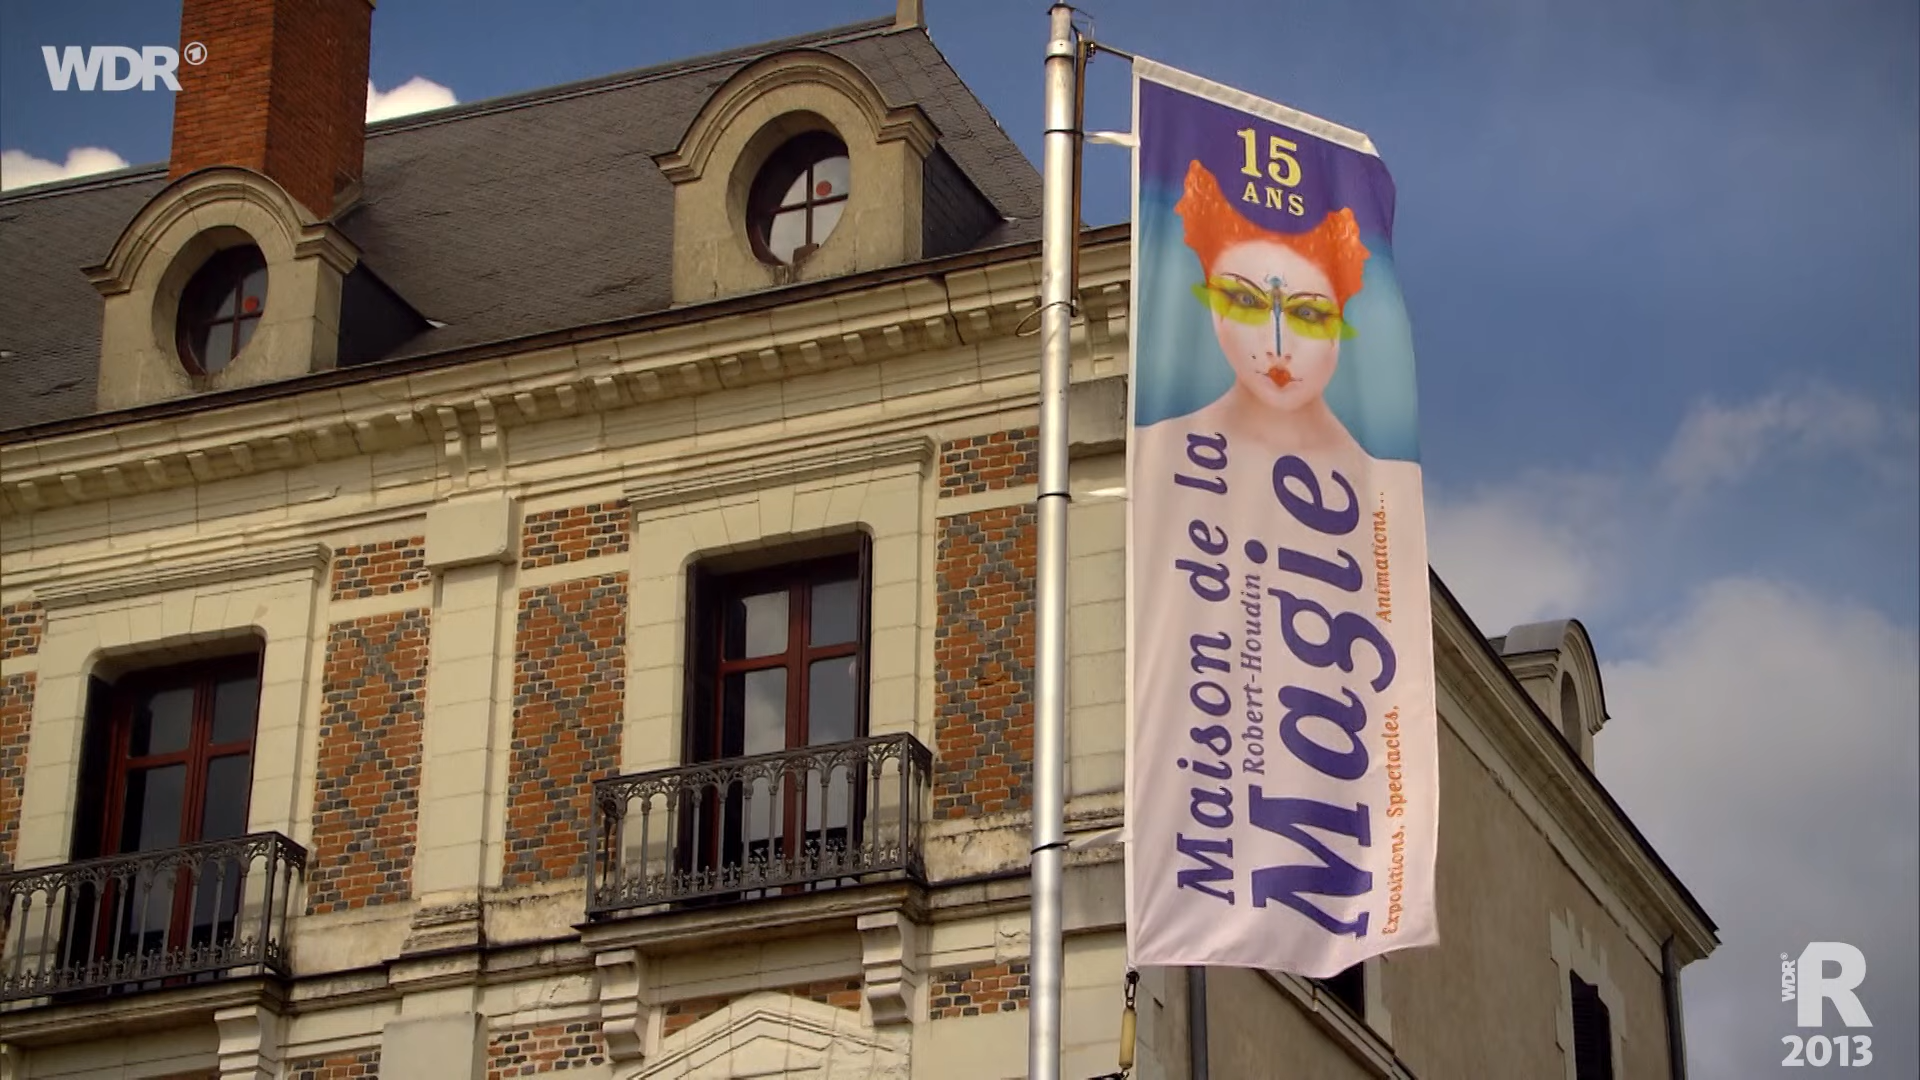 WDR
15
ANS
Maison de la
Robert-Houdin
Magie
Expositions, Spectacles, Animations...
WDR
R
2013